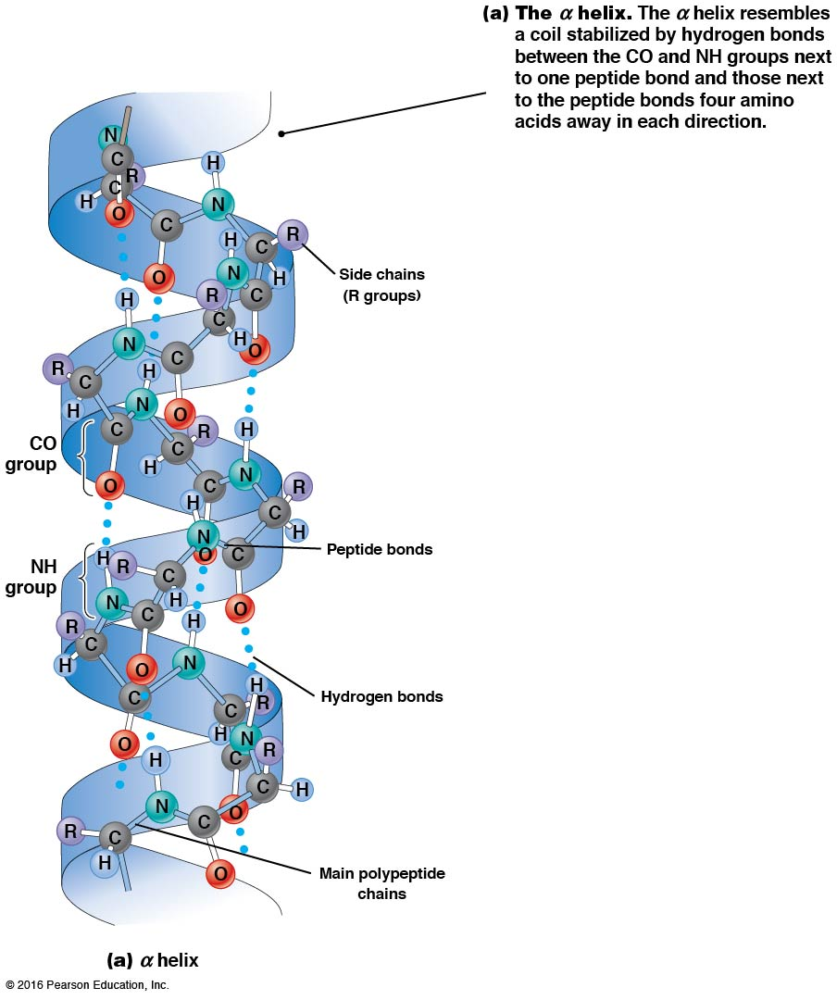 (a) The α helix. The α helix resembles
a coil stabilized by hydrogen bonds
between the CO and NH groups next
to one peptide bond and those next
to the peptide bonds four amino
acids away in each direction.
N
C
R
H
C
O
H
N
C
H
C
R
N
H
O
Side chains
(R groups)
H
R
C
C
N
H
O
R
C
H
C
H
N
O
H
C
R
CO
group
C
H
C
N
R
O
H
C
H
N
Peptide bonds
O
C
NH
group
H
R
C
N
H
O
C
H
R
C
H
N
O
H
Hydrogen bonds
C
R
C
H
N
O
R
H
C
C
H
N
O
C
R
C
H
O
Main polypeptide
chains
(a) α helix
© 2016 Pearson Education, Inc.